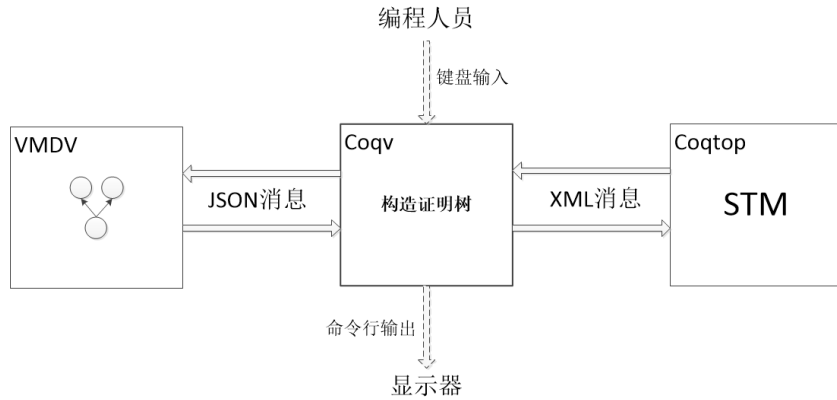 编程人员
键盘输入
VMDV
Coqv
Coqtop
JSON消息
构造证明树
XML消息
STM
命令行输出
显示器